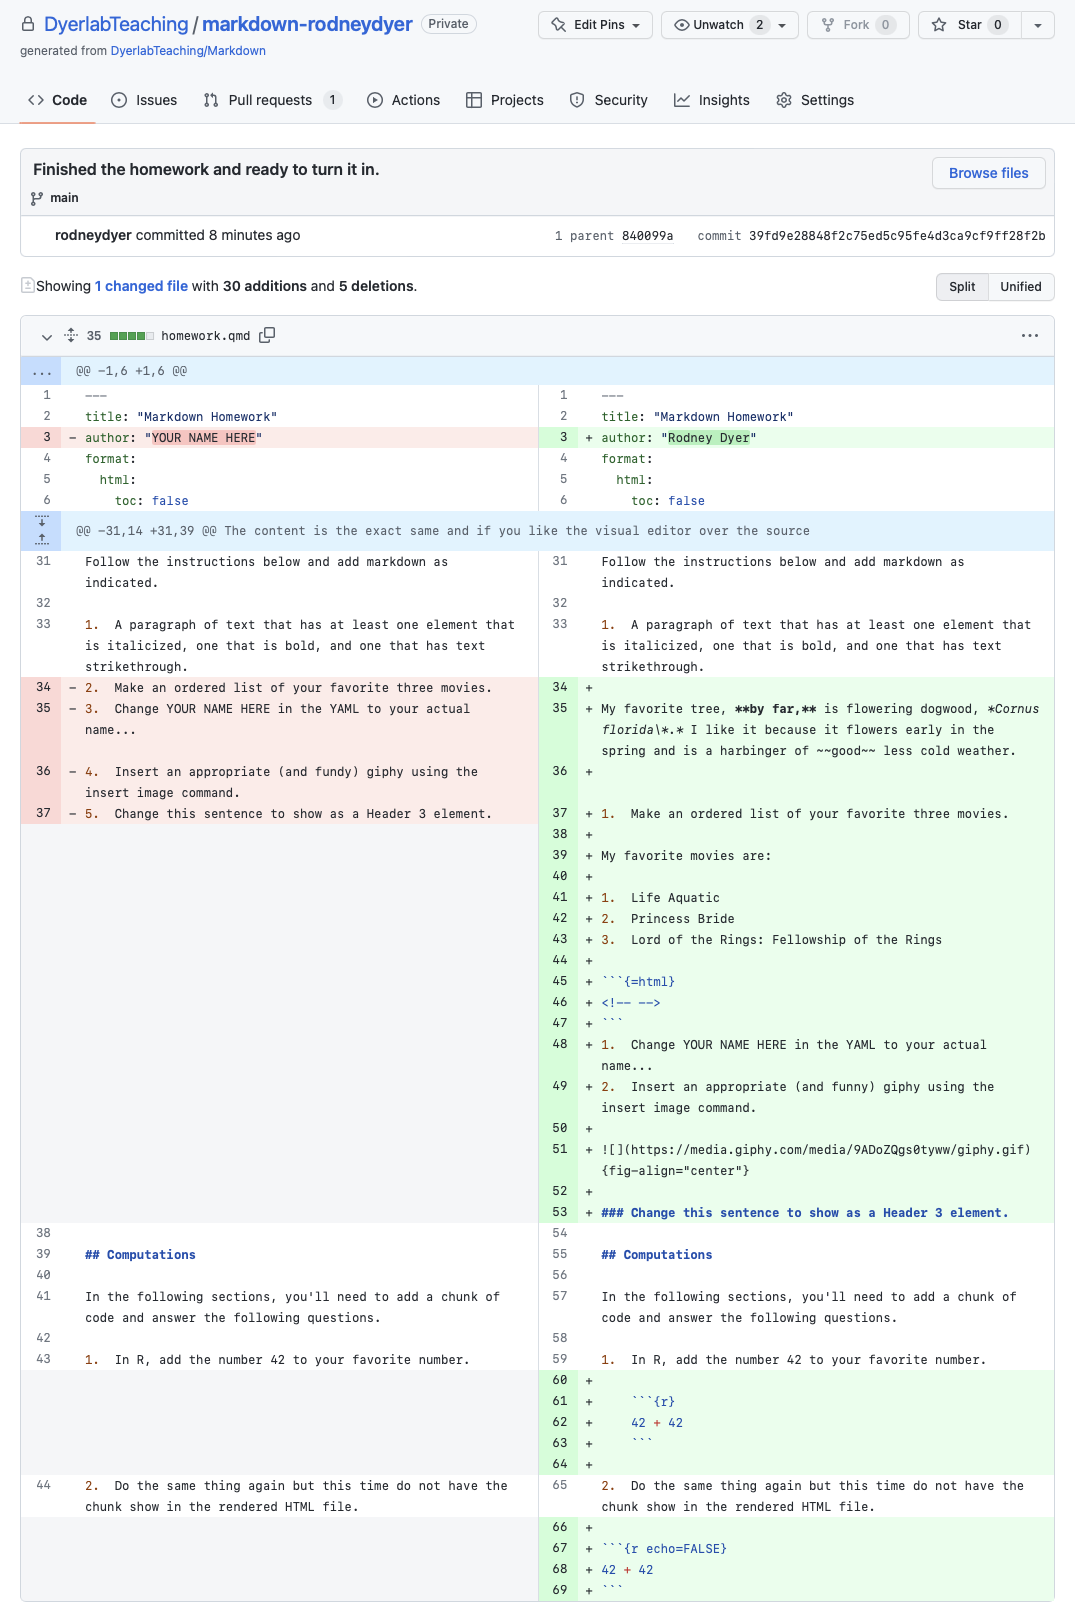 DyerlabTeaching / markdown-rodneydyer Private
Edit Pins Unwatch 2 Fork 0 Star 0
generated from DyerlabTeaching/Markdown
Code Issues Pull requests 1 Actions Projects Security Insights Settings
Finished the homework and ready to turn it in.
Browse files
main
rodneydyer committed 8 minutes ago 1 parent 840099a commit 39fd9e28848f2c75ed5c95fe4d3ca9cf9ff28f2b
Showing 1 changed file with 30 additions and 5 deletions.
Split Unified
35 homework.qmd ...
... @@ -1,6 +1,6 @@
1 --- 1 ---
2 title: "Markdown Homework" 2 title: "Markdown Homework"
3 - author: "YOUR NAME HERE" 3 + author: "Rodney Dyer"
4 format: 4 format:
5 html: 5 html:
6 toc: false 6 toc: false
@@ -31,14 +31,39 @@ The content is the exact same and if you like the visual editor over the source
31 Follow the instructions below and add markdown as 31 Follow the instructions below and add markdown as
indicated. indicated.
32 32
33 1. A paragraph of text that has at least one element that 33 1. A paragraph of text that has at least one element that
is italicized, one that is bold, and one that has text is italicized, one that is bold, and one that has text
strikethrough. strikethrough.
34 - 2. Make an ordered list of your favorite three movies. 34 +
35 - 3. Change YOUR NAME HERE in the YAML to your actual 35 + My favorite tree, **by far,** is flowering dogwood, *Cornus
name... florida\*.* I like it because it flowers early in the
spring and is a harbinger of ~~good~~ less cold weather.
36 - 4. Insert an appropriate (and fundy) giphy using the 36 +
insert image command.
37 - 5. Change this sentence to show as a Header 3 element. 37 + 1. Make an ordered list of your favorite three movies.
38 +
39 + My favorite movies are:
40 +
41 + 1. Life Aquatic
42 + 2. Princess Bride
43 + 3. Lord of the Rings: Fellowship of the Rings
44 +
45 + ```{=html}
46 + <!-- -->
47 + ```
48 + 1. Change YOUR NAME HERE in the YAML to your actual
name...
49 + 2. Insert an appropriate (and funny) giphy using the
insert image command.
50 +
51 + ![](https://media.giphy.com/media/9ADoZQgs0tyww/giphy.gif)
{fig-align="center"}
52 +
53 + ### Change this sentence to show as a Header 3 element.
38 54
39 ## Computations 55 ## Computations
40 56
41 In the following sections, you'll need to add a chunk of 57 In the following sections, you'll need to add a chunk of
code and answer the following questions. code and answer the following questions.
42 58
43 1. In R, add the number 42 to your favorite number. 59 1. In R, add the number 42 to your favorite number.
60 +
61 + ```{r}
62 + 42 + 42
63 + ```
64 +
44 2. Do the same thing again but this time do not have the 65 2. Do the same thing again but this time do not have the
chunk show in the rendered HTML file. chunk show in the rendered HTML file.
66 +
67 + ```{r echo=FALSE}
68 + 42 + 42
69 + ```